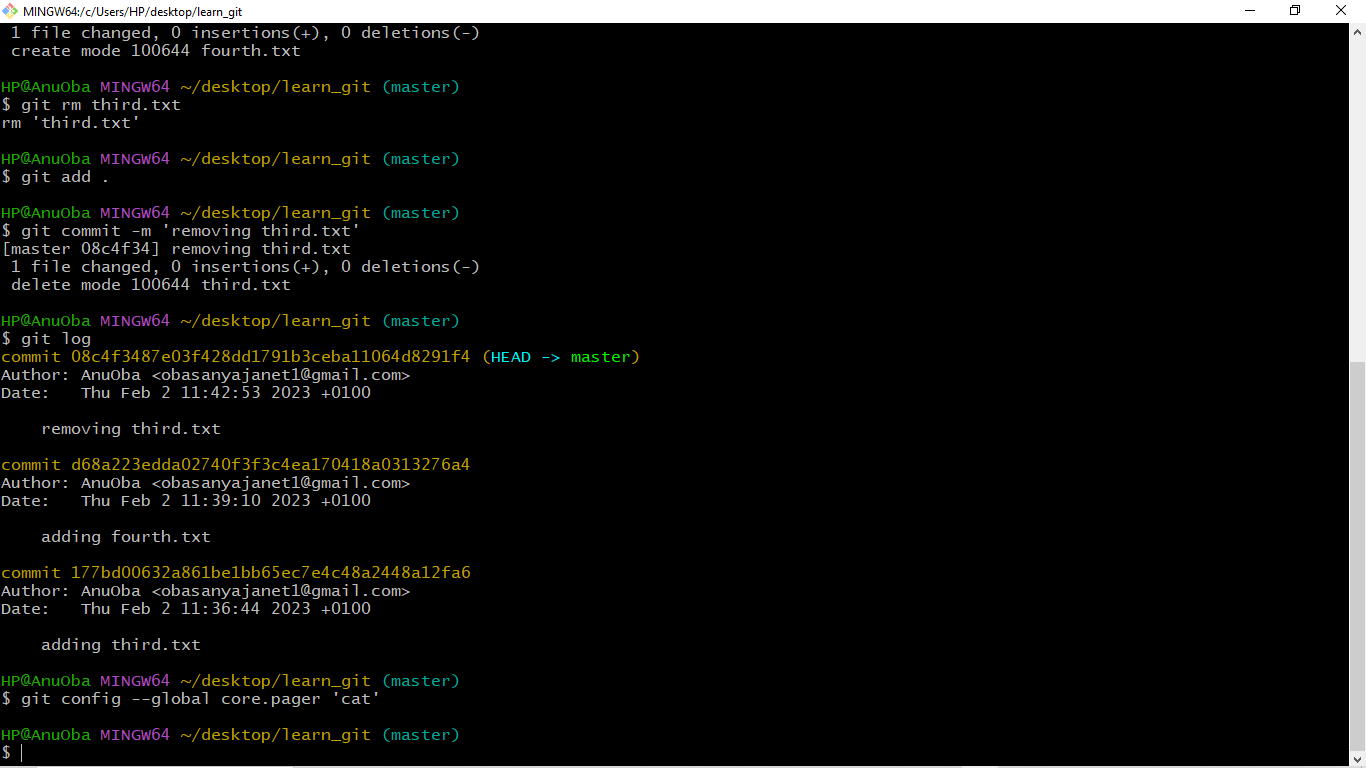 MINGW64:/c/Users/HP/desktop/learn_git
 1 file changed, 0 insertions(+), 0 deletions(-)
 create mode 100644 fourth.txt
HP@AnuOba MINGW64 ~/desktop/learn_git (master)
$ git rm third.txt
rm 'third.txt'
HP@AnuOba MINGW64 ~/desktop/learn_git (master)
$ git add .
HP@AnuOba MINGW64 ~/desktop/learn_git (master)
$ git commit -m 'removing third.txt'
[master 08c4f34] removing third.txt
 1 file changed, 0 insertions(+), 0 deletions(-)
 delete mode 100644 third.txt
HP@AnuOba MINGW64 ~/desktop/learn_git (master)
$ git log
commit 08c4f3487e03f428dd1791b3ceba11064d8291f4 (HEAD -> master)
Author: AnuOba <obasanyajanet1@gmail.com>
Date:   Thu Feb 2 11:42:53 2023 +0100
    removing third.txt
commit d68a223edda02740f3f3c4ea170418a0313276a4
Author: AnuOba <obasanyajanet1@gmail.com>
Date:   Thu Feb 2 11:39:10 2023 +0100
    adding fourth.txt
commit 177bd00632a861be1bb65ec7e4c48a2448a12fa6
Author: AnuOba <obasanyajanet1@gmail.com>
Date:   Thu Feb 2 11:36:44 2023 +0100
    adding third.txt
HP@AnuOba MINGW64 ~/desktop/learn_git (master)
$ git config --global core.pager 'cat'
HP@AnuOba MINGW64 ~/desktop/learn_git (master)
$